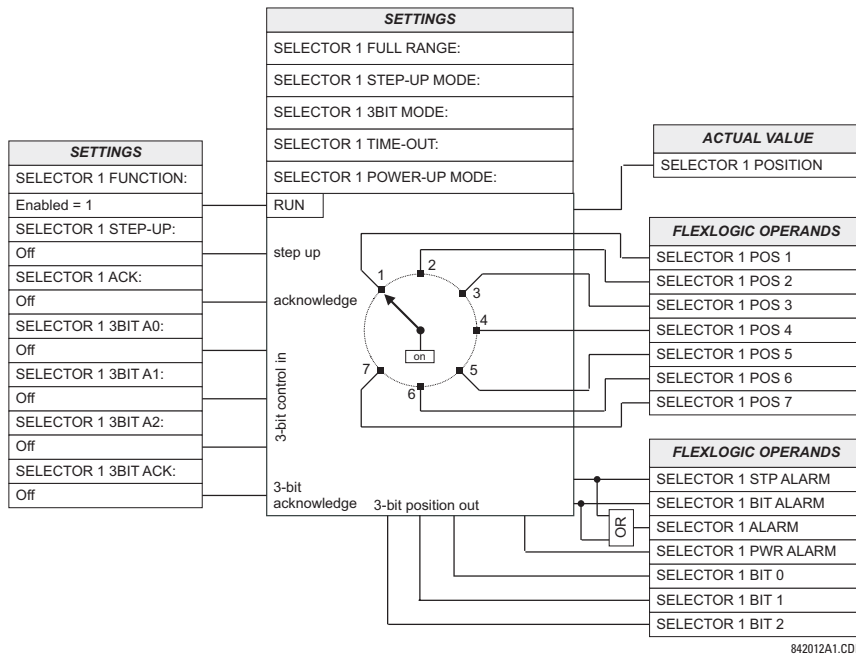 SETTINGS
SELECTOR 1 FULL RANGE:
SELECTOR 1 STEP-UP MODE:
SELECTOR 1 3BIT MODE:
SELECTOR 1 TIME-OUT:
SELECTOR 1 POWER-UP MODE:
RUN
step up
acknowledge
3-bit control in
3-bit
acknowledge
3-bit position out
1
2
3
4
5
6
7
on
SETTINGS
SELECTOR 1 FUNCTION:
Enabled = 1
SELECTOR 1 STEP-UP:
Off
SELECTOR 1 ACK:
Off
SELECTOR 1 3BIT A0:
Off
SELECTOR 1 3BIT A1:
Off
SELECTOR 1 3BIT A2:
Off
SELECTOR 1 3BIT ACK:
Off
ACTUAL VALUE
SELECTOR 1 POSITION
FLEXLOGIC OPERANDS
SELECTOR 1 POS 1
SELECTOR 1 POS 2
SELECTOR 1 POS 3
SELECTOR 1 POS 4
SELECTOR 1 POS 5
SELECTOR 1 POS 6
SELECTOR 1 POS 7
FLEXLOGIC OPERANDS
SELECTOR 1 STP ALARM
SELECTOR 1 BIT ALARM
OR
SELECTOR 1 ALARM
SELECTOR 1 PWR ALARM
SELECTOR 1 BIT 0
SELECTOR 1 BIT 1
SELECTOR 1 BIT 2
842012A1.CD